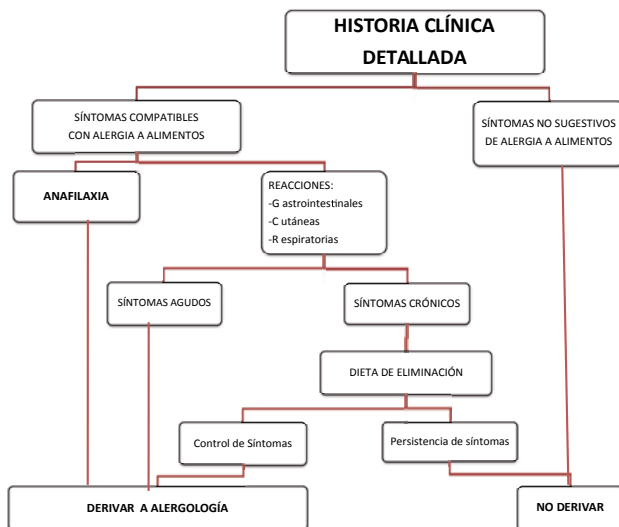 HISTORIA CLÍNICA
DETALLADA
SÍNTOMAS COMPATIBLES
CON ALERGIA A ALIMENTOS
SÍNTOMAS NO SUGESTIVOS
DE ALERGIA A ALIMENTOS
ANAFILAXIA
REACCIONES:
-G astrointestinales
-C utáneas
-R espiratorias
SÍNTOMAS AGUDOS
SÍNTOMAS CRÓNICOS
DIETA DE ELIMINACIÓN
Control de Síntomas
Persistencia de síntomas
DERIVAR A ALERGOLOGÍA
NO DERIVAR